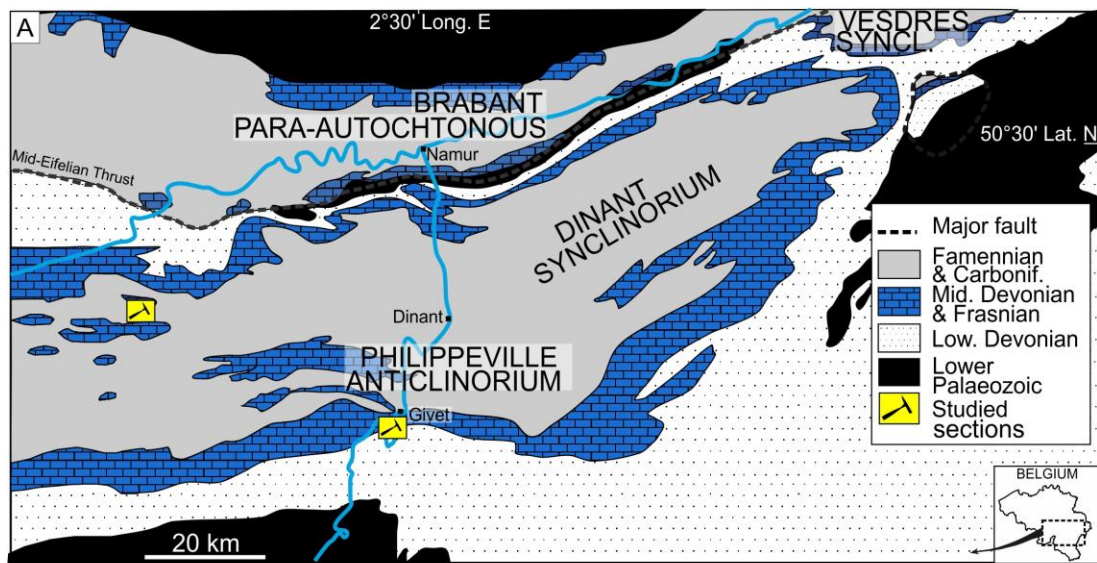 A
2°30' Long. E
VESDRES
SYNCL.
BRABANT
PARA-AUTOCHTONOUS
50°30' Lat. N
Namur
Mid-Eifelian Thrust
DINANT
SYNCLINORIUM
Major fault
Famennian
& Carbonif.
Mid. Devonian
& Frasnian
Low. Devonian
Lower
Palaeozoic
Studied
sections
Dinant
PHILIPPEVILLE
ANTICLINORIUM
Givet
BELGIUM
20 km